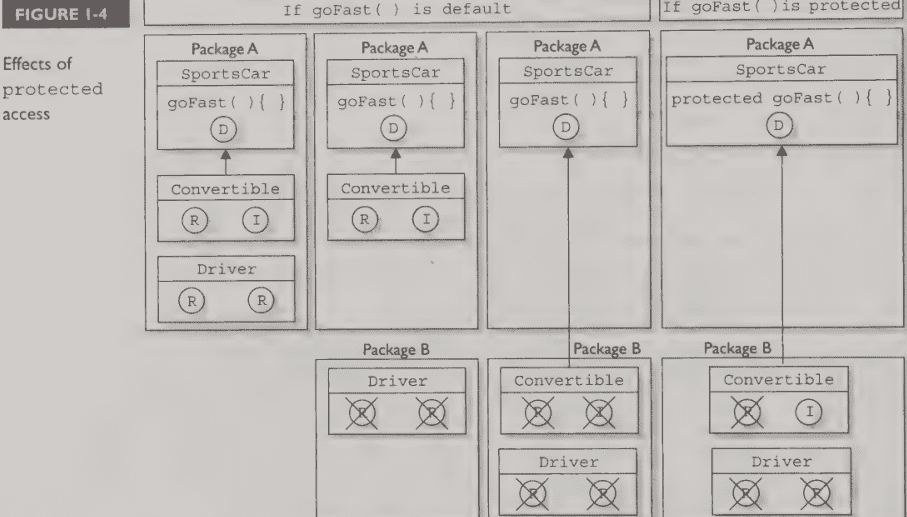 FIGURE 1-4
Effects of
protected
access
If goFast( ) is default
If goFast( )is protected
Package A
SportsCar
goFast( ){ }
D
Convertible
R I
Driver
R R
Package A
SportsCar
goFast( ){ }
D
Convertible
R I
Package B
Driver
R R
Package A
SportsCar
goFast( ){ }
D
Package B
Convertible
R I
Driver
R R
Package A
SportsCar
protected goFast( ){ }
D
Package B
Convertible
R I
Driver
R R